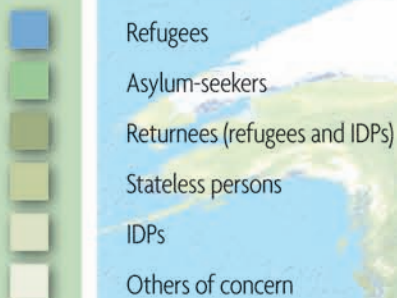 Refugees
Asylum-seekers
Returnees (refugees and IDPs)
Stateless persons
IDPs
Others of concern